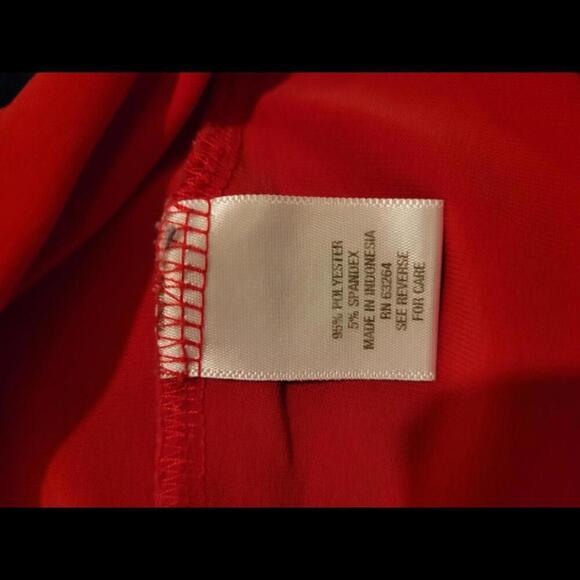 95% POLYESTER
5% SPANDEX
MADE IN INDONESIA
RN 63264
SEE REVERSE
FOR CARE